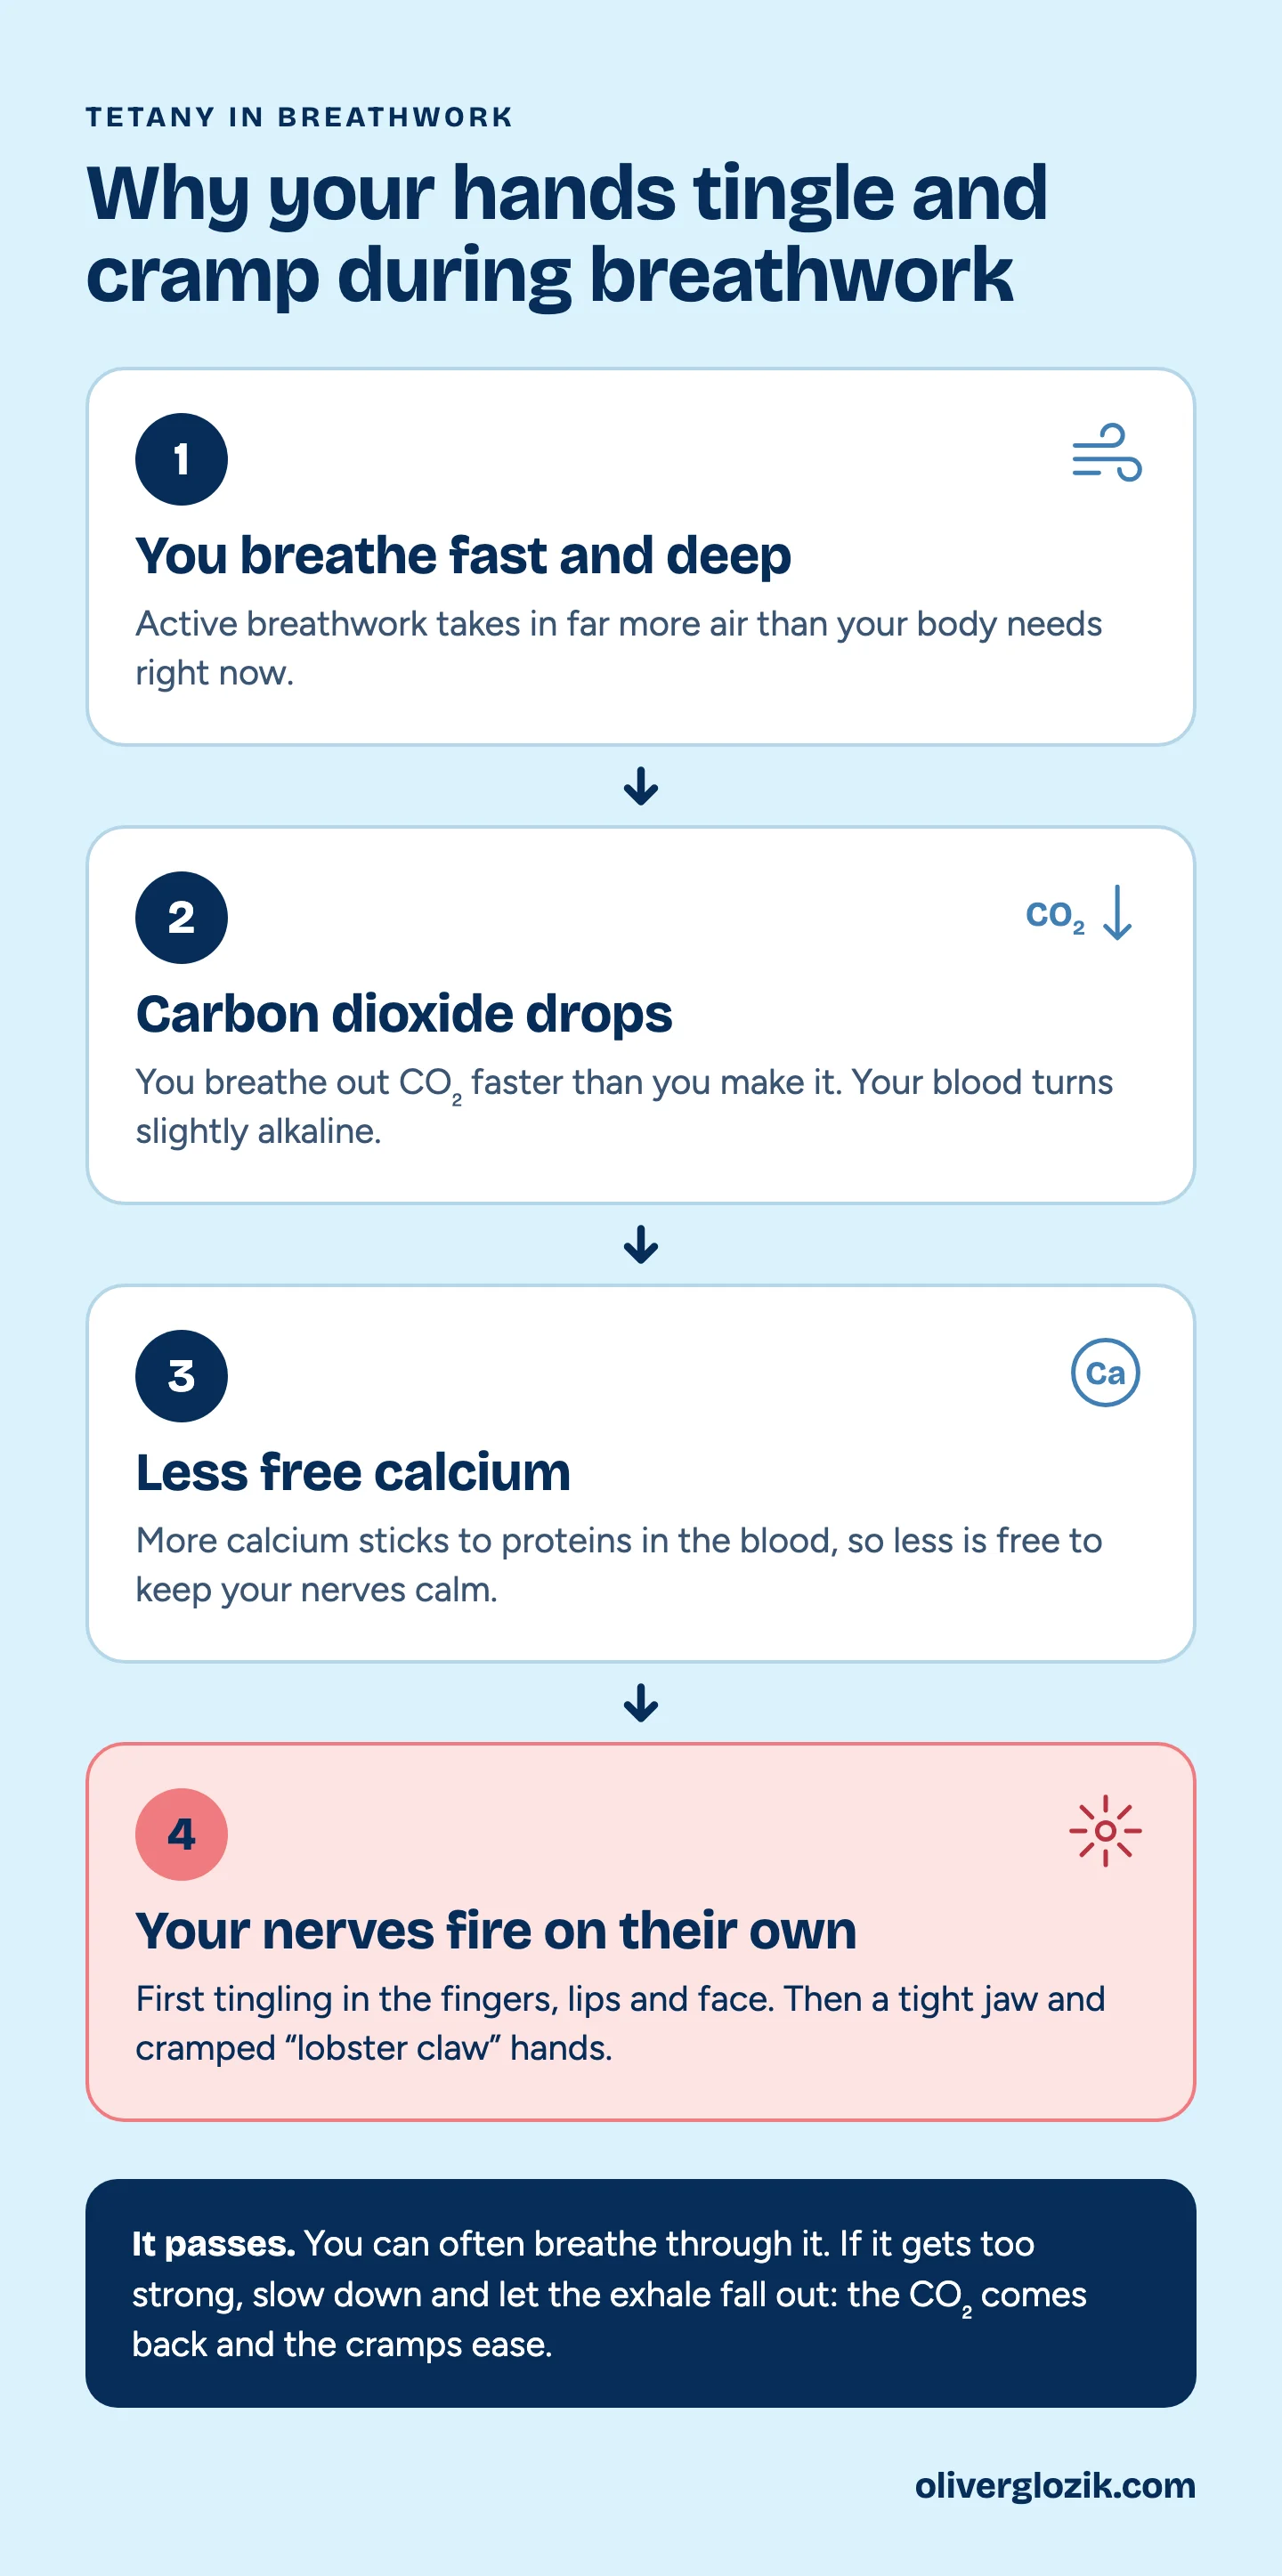 TETANY IN BREATHWORK
Why your hands tingle and
cramp during breathwork
1
You breathe fast and deep
Active breathwork takes in far more air than your body needs
right now.
2
CO₂
Carbon dioxide drops
You breathe out CO₂ faster than you make it. Your blood turns
slightly alkaline.
3
Ca
Less free calcium
More calcium sticks to proteins in the blood, so less is free to
keep your nerves calm.
4
Your nerves fire on their own
First tingling in the fingers, lips and face. Then a tight jaw and
cramped “lobster claw” hands.
It passes. You can often breathe through it. If it gets too
strong, slow down and let the exhale fall out: the CO₂ comes
back and the cramps ease.
oliverglozik.com